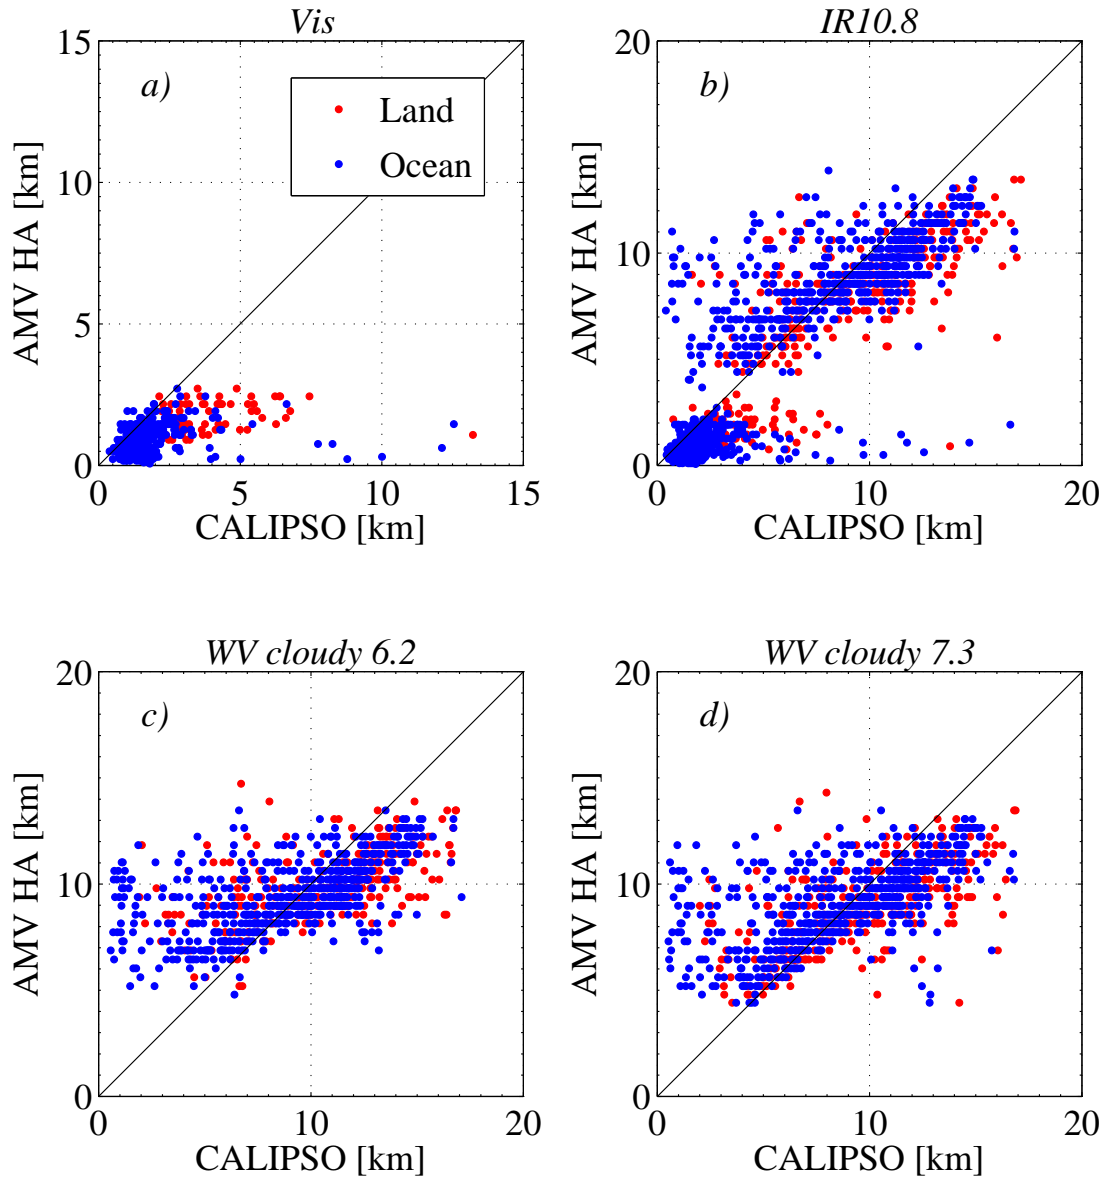 Vis
a)
Land
Ocean
AMV HA [km]
15
10
5
0
0 5 10 15
CALIPSO [km]
IR10.8
b)
AMV HA [km]
20
10
0
0 10 20
CALIPSO [km]
WV cloudy 6.2
c)
AMV HA [km]
20
10
0
0 10 20
CALIPSO [km]
WV cloudy 7.3
d)
AMV HA [km]
20
10
0
0 10 20
CALIPSO [km]